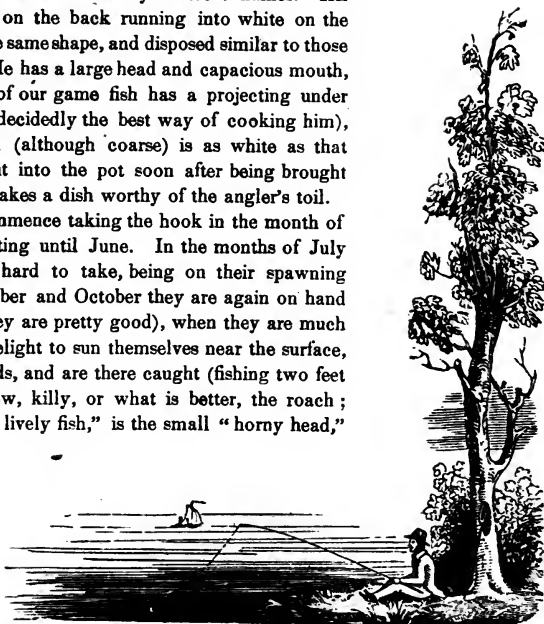 on the back running into white on the
same shape, and disposed similar to those
He has a large head and capacious mouth,
of our game fish has a projecting under
decidedly the best way of cooking him),
(although coarse) is as white as that
t into the pot soon after being brought
akes a dish worthy of the angler's toil.
mmence taking the hook in the month of
ting until June. In the months of July
hard to take, being on their spawning
ber and October they are again on hand
ey are pretty good), when they are much
elight to sun themselves near the surface,
ds, and are there caught (fishing two feet
w, killy, or what is better, the roach ;
lively fish," is the small "horny head,"